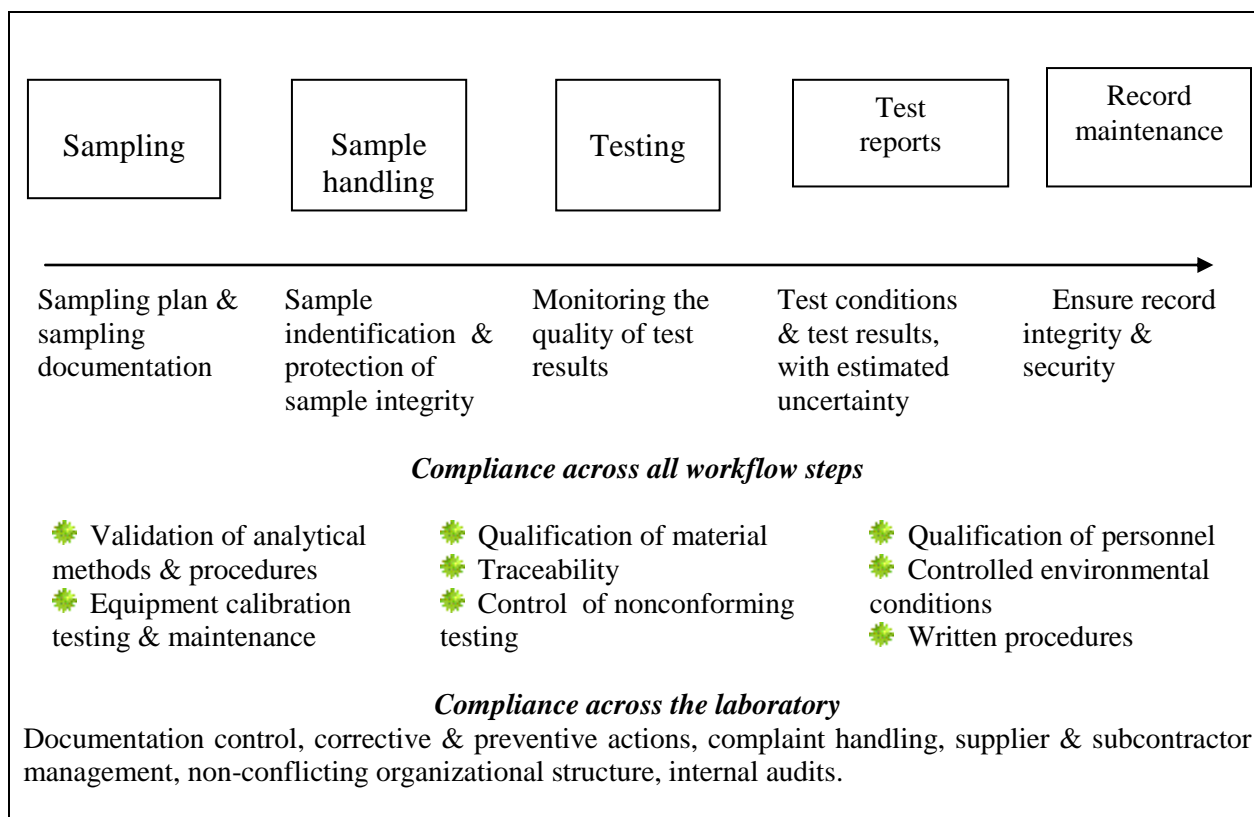 Sampling
Sample
handling
Testing
Test
reports
Record
maintenance
Sampling plan &
sampling
documentation
Sample
indentification &
protection of
sample integrity
Monitoring the
quality of test
results
Test conditions
& test results,
with estimated
uncertainty
Ensure record
integrity &
security
Compliance across all workflow steps
Validation of analytical
methods & procedures
Equipment calibration
testing & maintenance
Qualification of material
Traceability
Control of nonconforming
testing
Qualification of personnel
Controlled environmental
conditions
Written procedures
Compliance across the laboratory
Documentation control, corrective & preventive actions, complaint handling, supplier & subcontractor
management, non-conflicting organizational structure, internal audits.